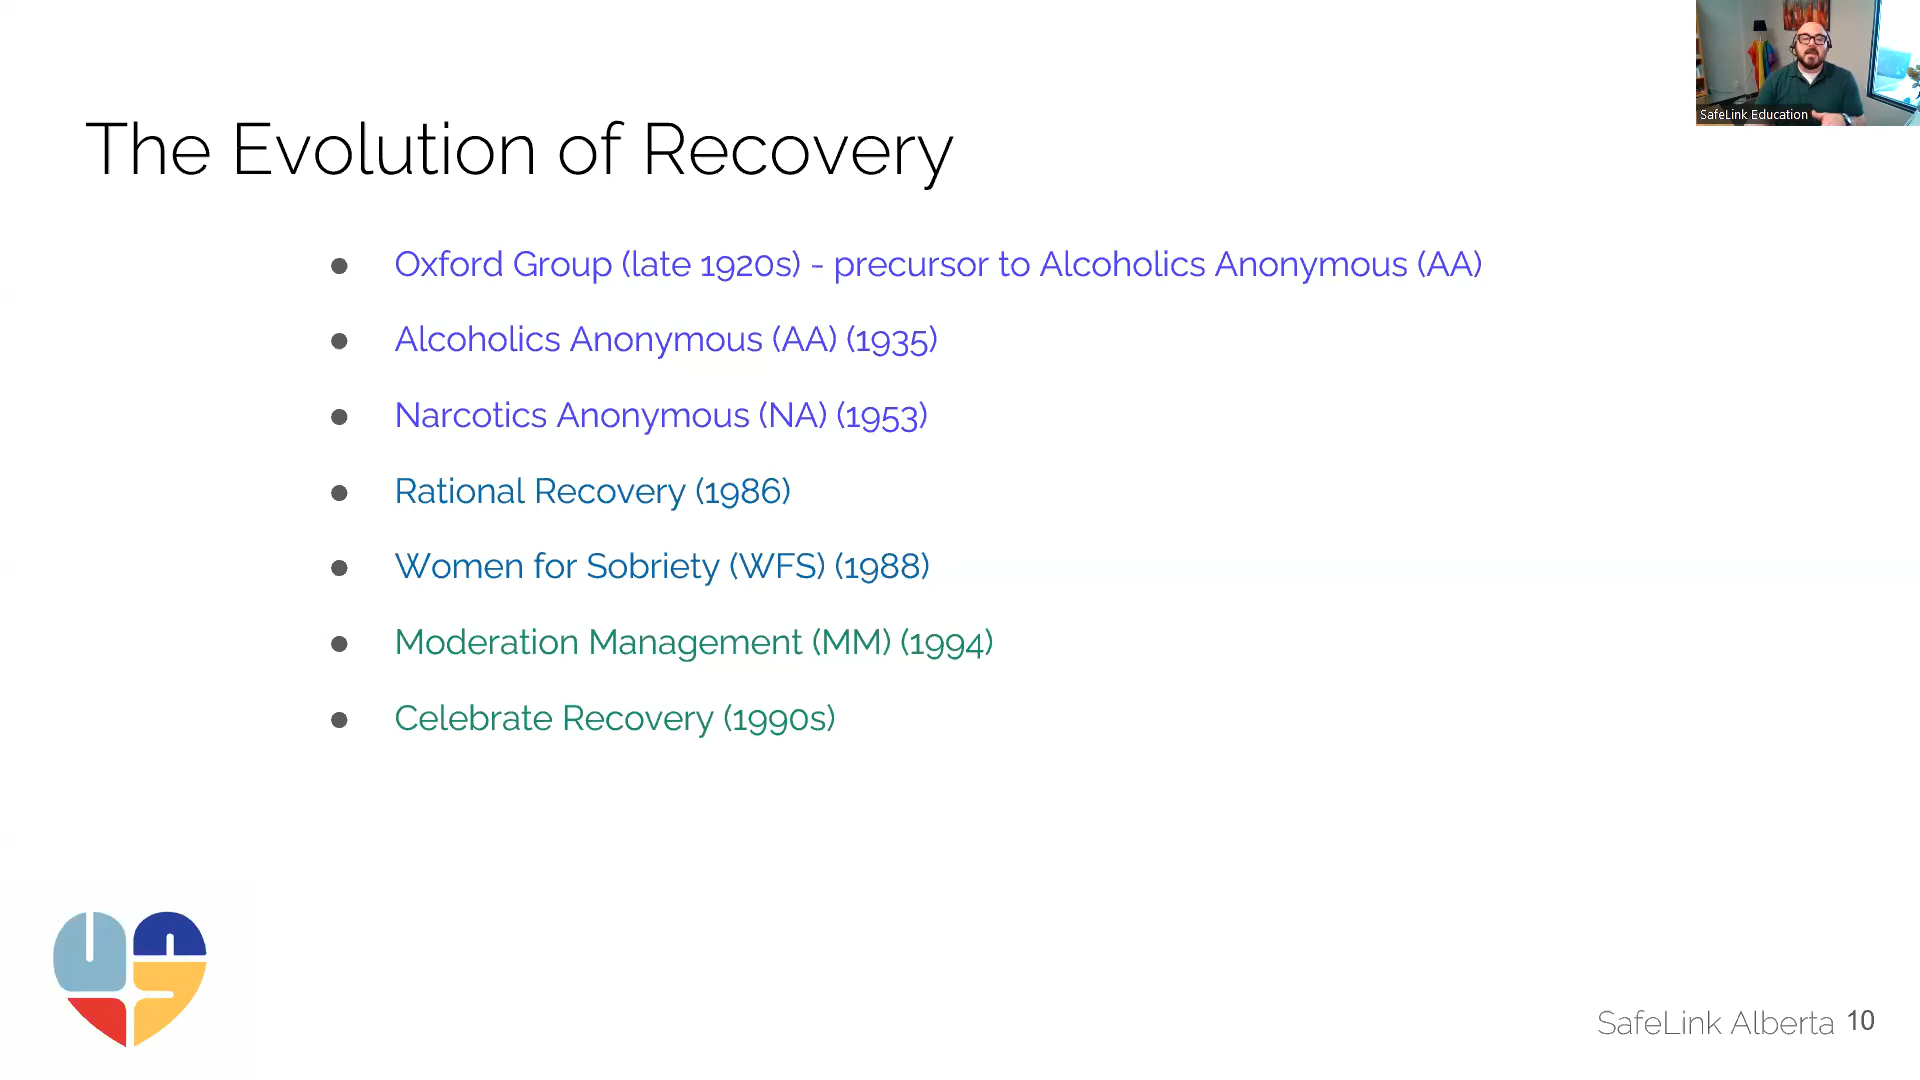 SafeLink Education
The Evolution of Recovery
● Oxford Group (late 1920s) - precursor to Alcoholics Anonymous (AA)
● Alcoholics Anonymous (AA) (1935)
● Narcotics Anonymous (NA) (1953)
● Rational Recovery (1986)
● Women for Sobriety (WFS) (1988)
● Moderation Management (MM) (1994)
● Celebrate Recovery (1990s)
SafeLink Alberta 10